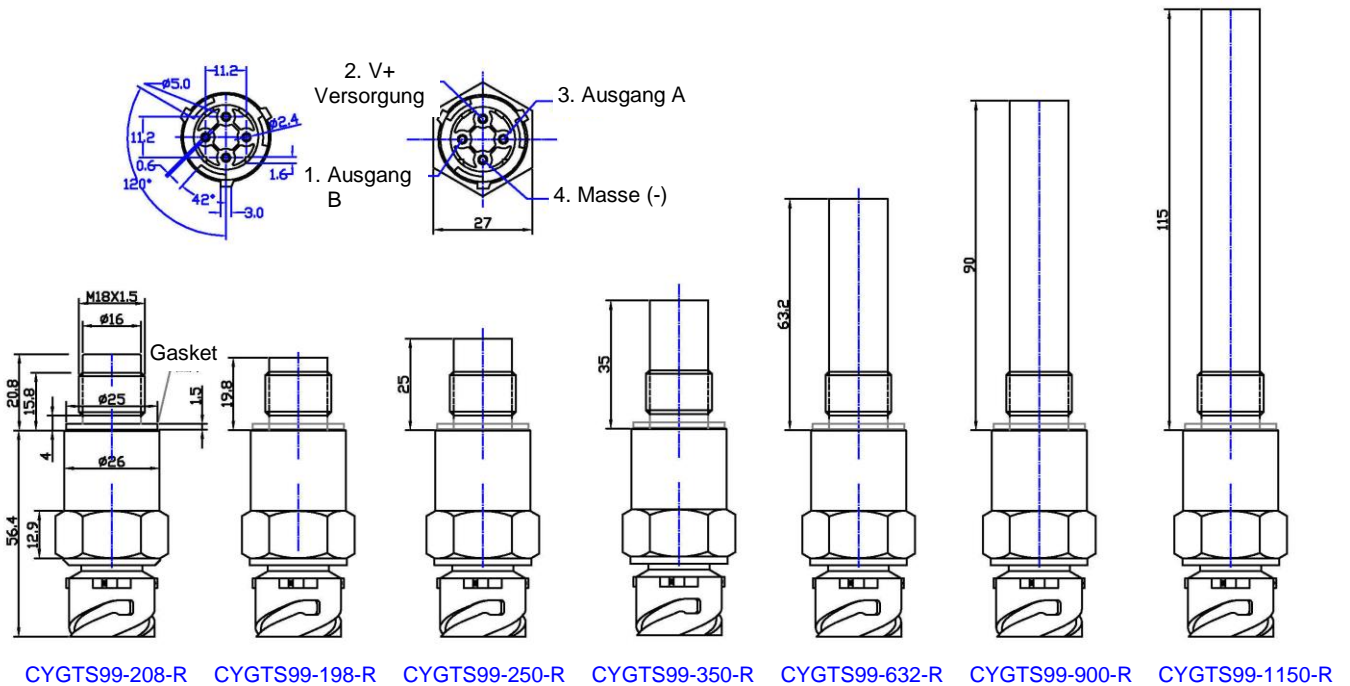 11.2
ø5.0
ø2.4
11.2
0.6
1.6
120°
42°
3.0
2. V+
Versorgung
3. Ausgang A
1. Ausgang
B
4. Masse (-)
27
M18X1.5
ø16
Gasket
20.8
15.8
ø25
1.5
4
ø26
56.4
12.9
19.8
25
35
63.2
90
115
CYGTS99-208-R CYGTS99-198-R CYGTS99-250-R CYGTS99-350-R CYGTS99-632-R CYGTS99-900-R CYGTS99-1150-R